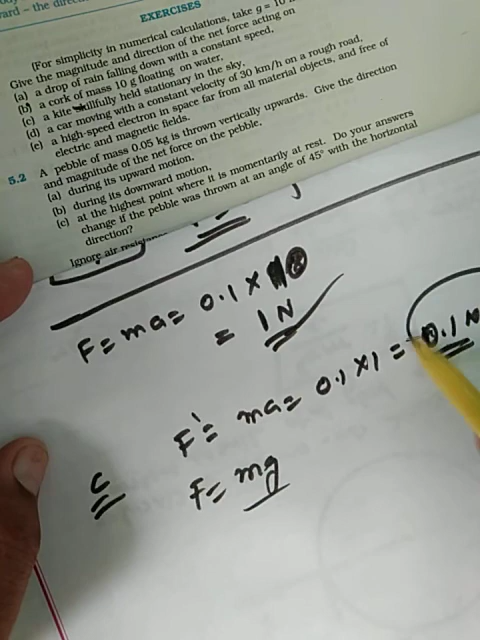 ward – the direc
EXERCISES
(For simplicity in numerical calculations, take g = 10
Give the magnitude and direction of the net force acting on
(a) a drop of rain falling down with a constant speed,
(b) a cork of mass 10 g floating on water,
(c) a kite skillfully held stationary in the sky,
(d) a car moving with a constant velocity of 30 km/h on a rough road,
(e) a high-speed electron in space far from all material objects, and free of
electric and magnetic fields.
5.2 A pebble of mass 0.05 kg is thrown vertically upwards. Give the direction
and magnitude of the net force on the pebble,
(a) during its upward motion,
(b) during its downward motion,
(c) at the highest point where it is momentarily at rest. Do your answers
change if the pebble was thrown at an angle of 45° with the horizontal
direction?
Ignore air resistance
F = ma = 0.1 × 10
= 1N
F' = ma = 0.1 × 1 = 0.1 N
C F = mg